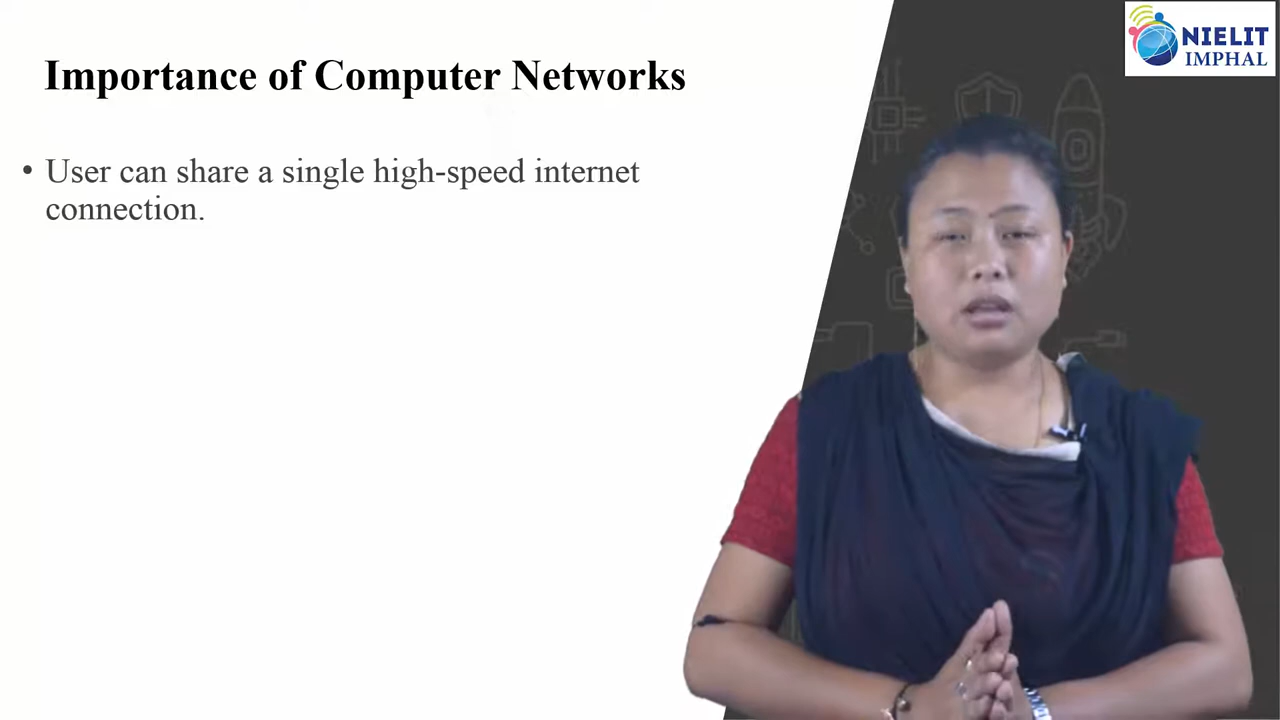 Importance of Computer Networks
• User can share a single high-speed internet
connection.
NIELIT
IMPHAL